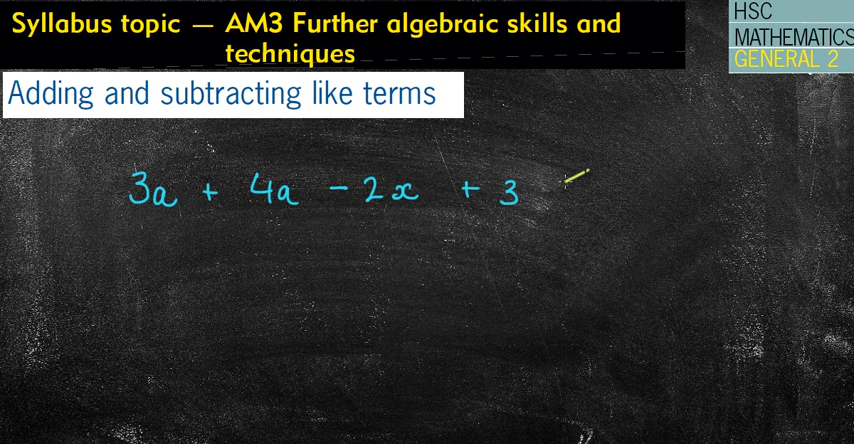 Syllabus topic — AM3 Further algebraic skills and
techniques
HSC
MATHEMATICS
GENERAL 2
Adding and subtracting like terms
3a + 4a - 2x + 3